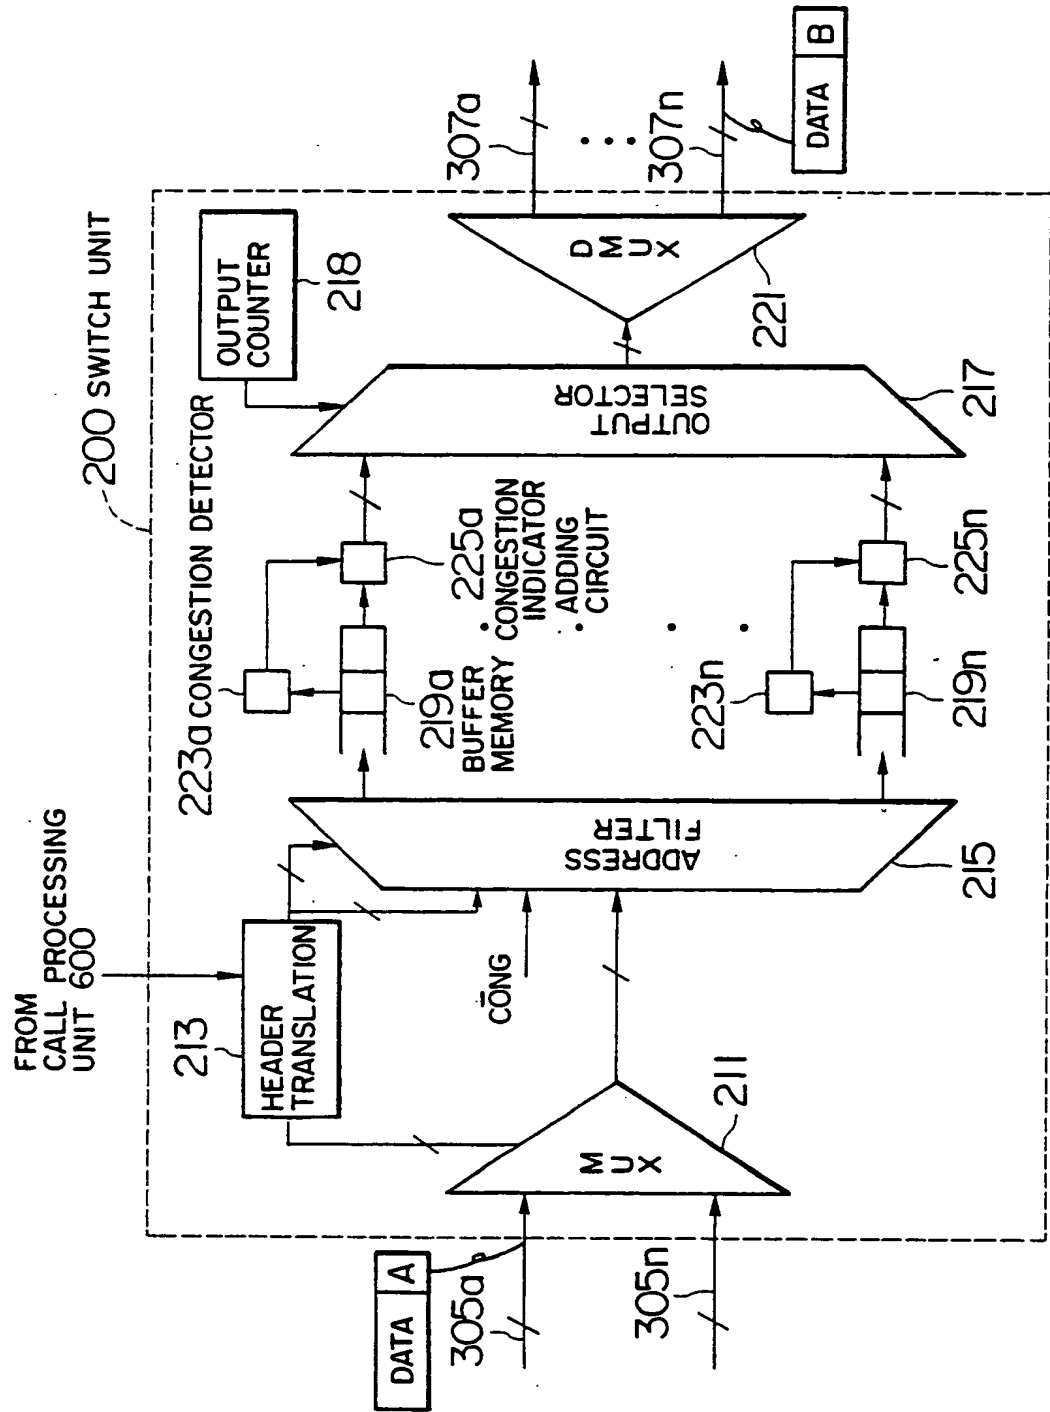 FROM
CALL PROCESSING
UNIT 600
200 SWITCH UNIT
213
HEADER
TRANSLATION
223a CONGESTION DETECTOR
OUTPUT
COUNTER
218
DATA A
305a
305n
M U X
211
CONG
ADDRESS
FILTER
215
219a
BUFFER
MEMORY
225a
CONGESTION
INDICATOR
ADDING
CIRCUIT
223n
219n
225n
OUTPUT
SELECTOR
217
D M U X
221
307a
307n
DATA B